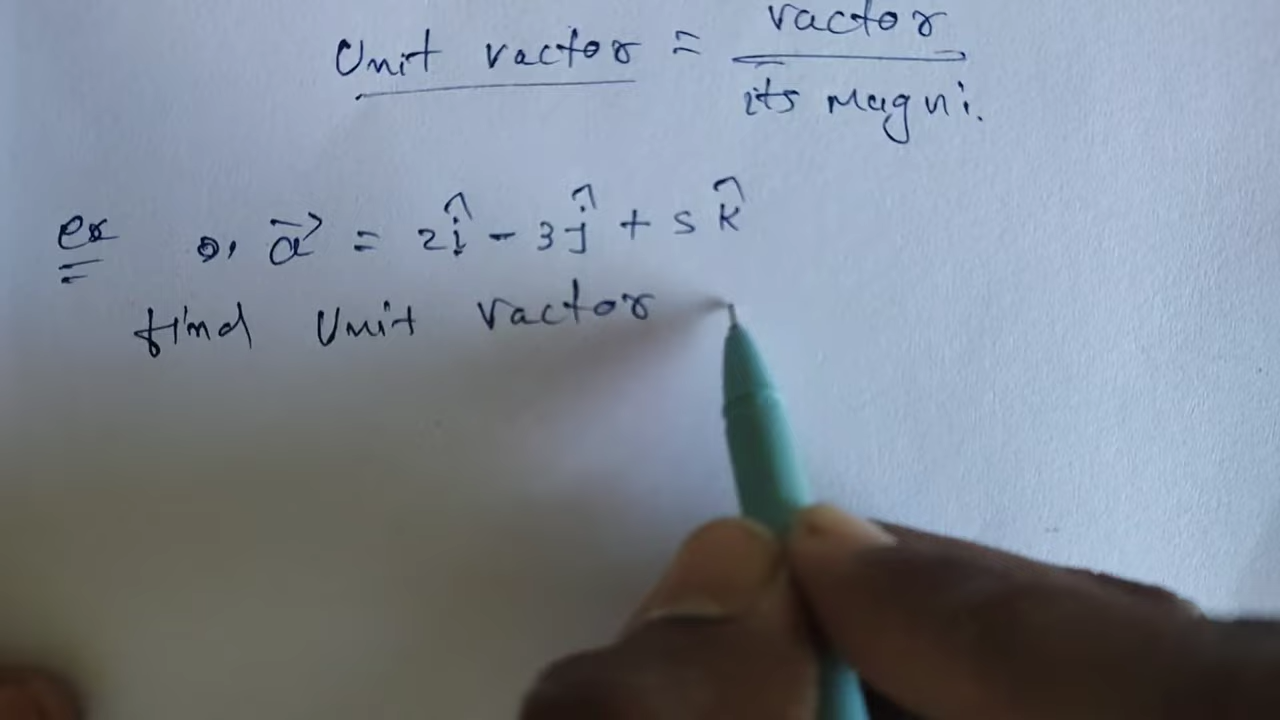 Unit vactor = vactor / its magni.
ex Q, a⃗ = 2î - 3ĵ + 5k̂
find Unit vactor